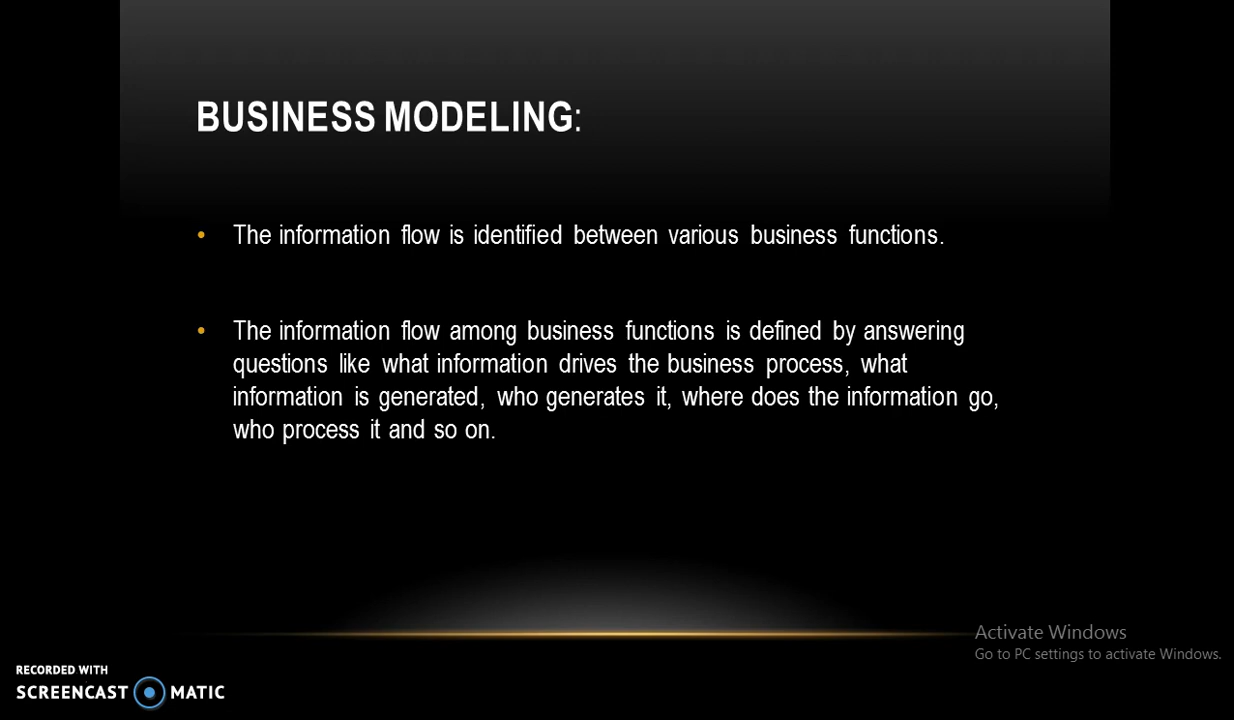 BUSINESS MODELING:
• The information flow is identified between various business functions.
• The information flow among business functions is defined by answering
questions like what information drives the business process, what
information is generated, who generates it, where does the information go,
who process it and so on.
Activate Windows
Go to PC settings to activate Windows.
RECORDED WITH
SCREENCAST MATIC